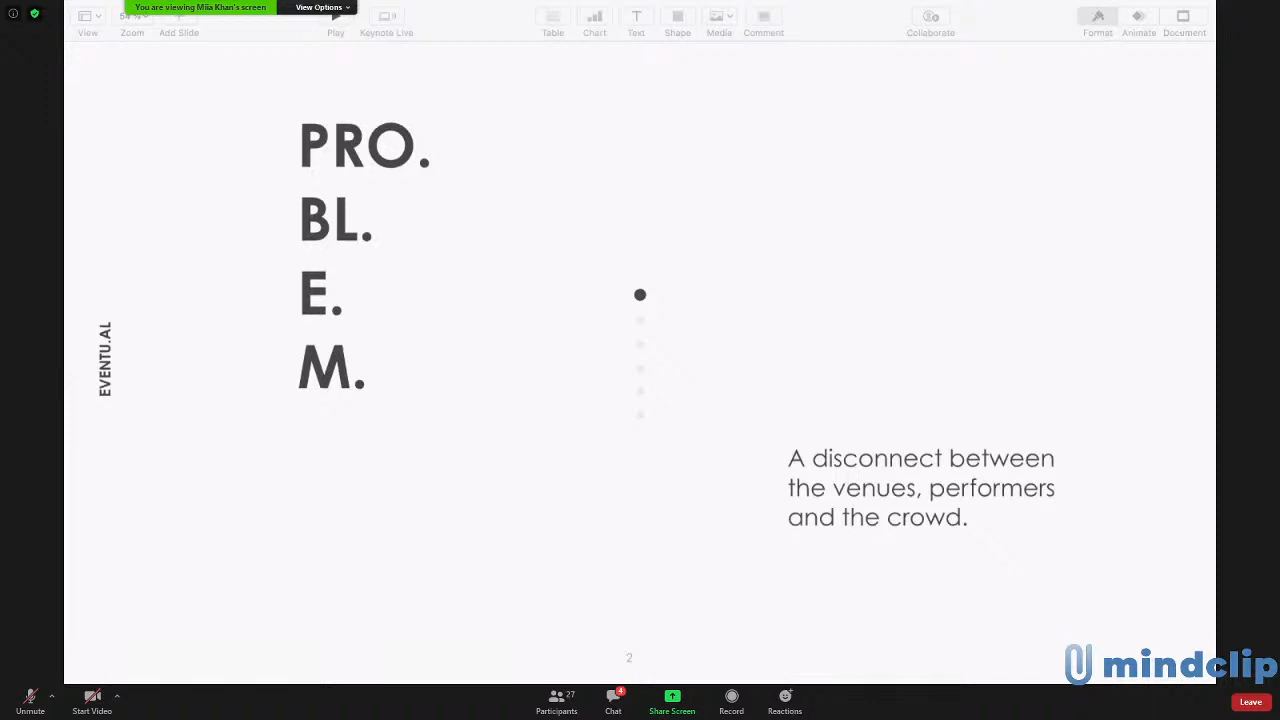 You are viewing Miia Khan's screen
View Options
View
Zoom
Add Slide
Play
Keynote Live
Table
Chart
Text
Shape
Media
Comment
Collaborate
Format
Animate
Document
PRO.
BL.
E.
M.
EVENTU.AL
A disconnect between
the venues, performers
and the crowd.
2
mindclip
Unmute
Start Video
Participants
27
Chat
4
Share Screen
Record
Reactions
Leave